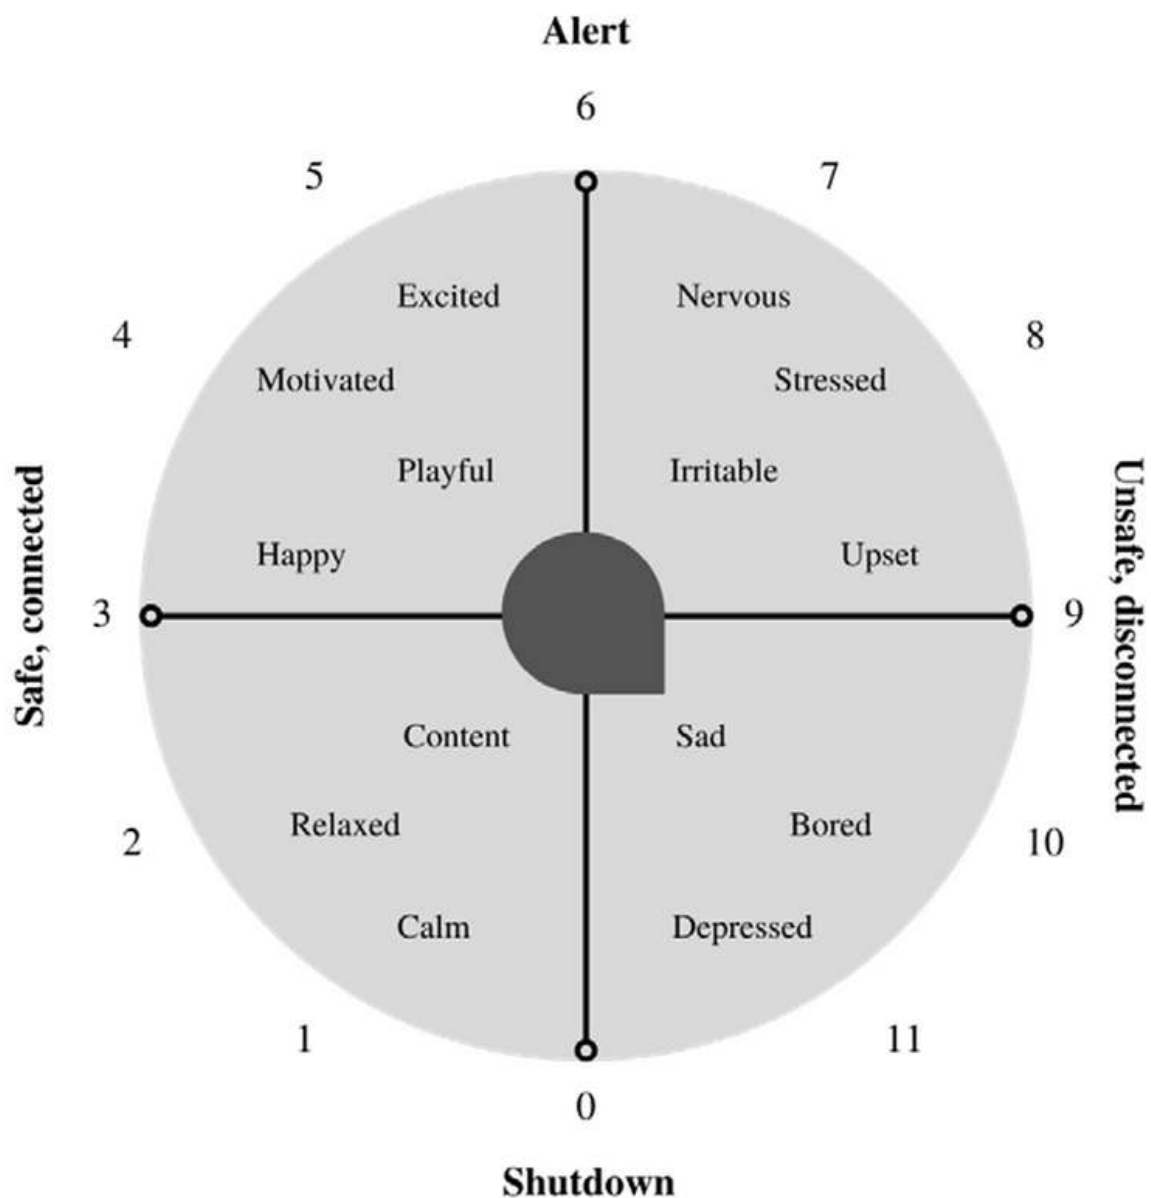 Alert
6
5
7
Excited
Nervous
4
8
Motivated
Stressed
Playful
Irritable
Happy
Upset
Safe, connected
3
9
Unsafe, disconnected
Content
Sad
Relaxed
Bored
2
10
Calm
Depressed
1
11
0
Shutdown